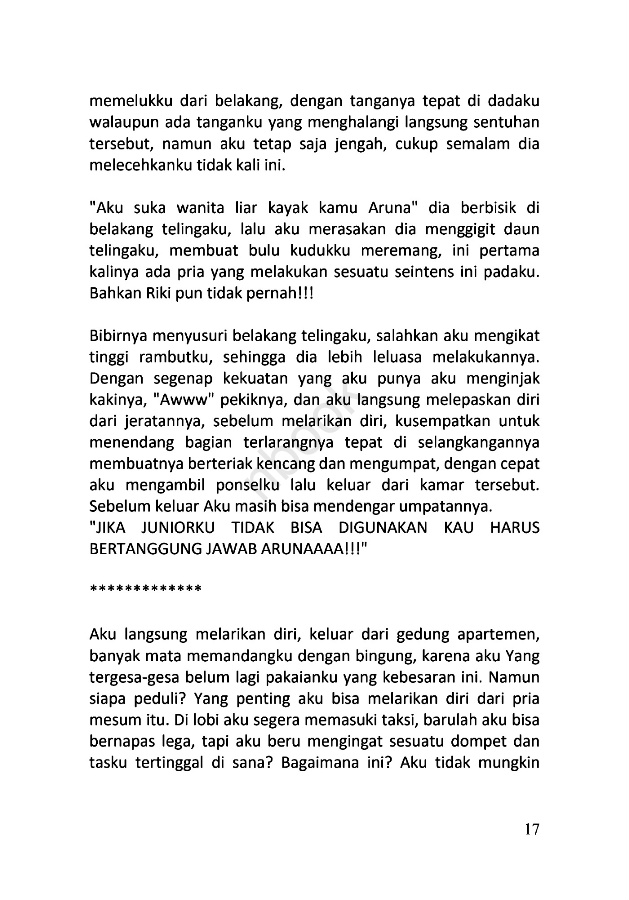 memelukku dari belakang, dengan tanganya tepat di dadaku
walaupun ada tanganku yang menghalangi langsung sentuhan
tersebut, namun aku tetap saja jengah, cukup semalam dia
melecehkanku tidak kali ini.
"Aku suka wanita liar kayak kamu Aruna" dia berbisik di
belakang telingaku, lalu aku merasakan dia menggigit daun
telingaku, membuat bulu kudukku meremang, ini pertama
kalinya ada pria yang melakukan sesuatu seintens ini padaku.
Bahkan Riki pun tidak pernah!!!
Bibirnya menyusuri belakang telingaku, salahkan aku mengikat
tinggi rambutku, sehingga dia lebih leluasa melakukannya.
Dengan segenap kekuatan yang aku punya aku menginjak
kakinya, "Awww" pekiknya, dan aku langsung melepaskan diri
dari jeratannya, sebelum melarikan diri, kusempatkan untuk
menendang bagian terlarangnya tepat di selangkangannya
membuatnya berteriak kencang dan mengumpat, dengan cepat
aku mengambil ponselku lalu keluar dari kamar tersebut.
Sebelum keluar Aku masih bisa mendengar umpatannya.
"JIKA JUNIORKU TIDAK BISA DIGUNAKAN KAU HARUS
BERTANGGUNG JAWAB ARUNAAAA!!!"
*************
Aku langsung melarikan diri, keluar dari gedung apartemen,
banyak mata memandangku dengan bingung, karena aku Yang
tergesa-gesa belum lagi pakaianku yang kebesaran ini. Namun
siapa peduli? Yang penting aku bisa melarikan diri dari pria
mesum itu. Di lobi aku segera memasuki taksi, barulah aku bisa
bernapas lega, tapi aku beru mengingat sesuatu dompet dan
tasku tertinggal di sana? Bagaimana ini? Aku tidak mungkin
17